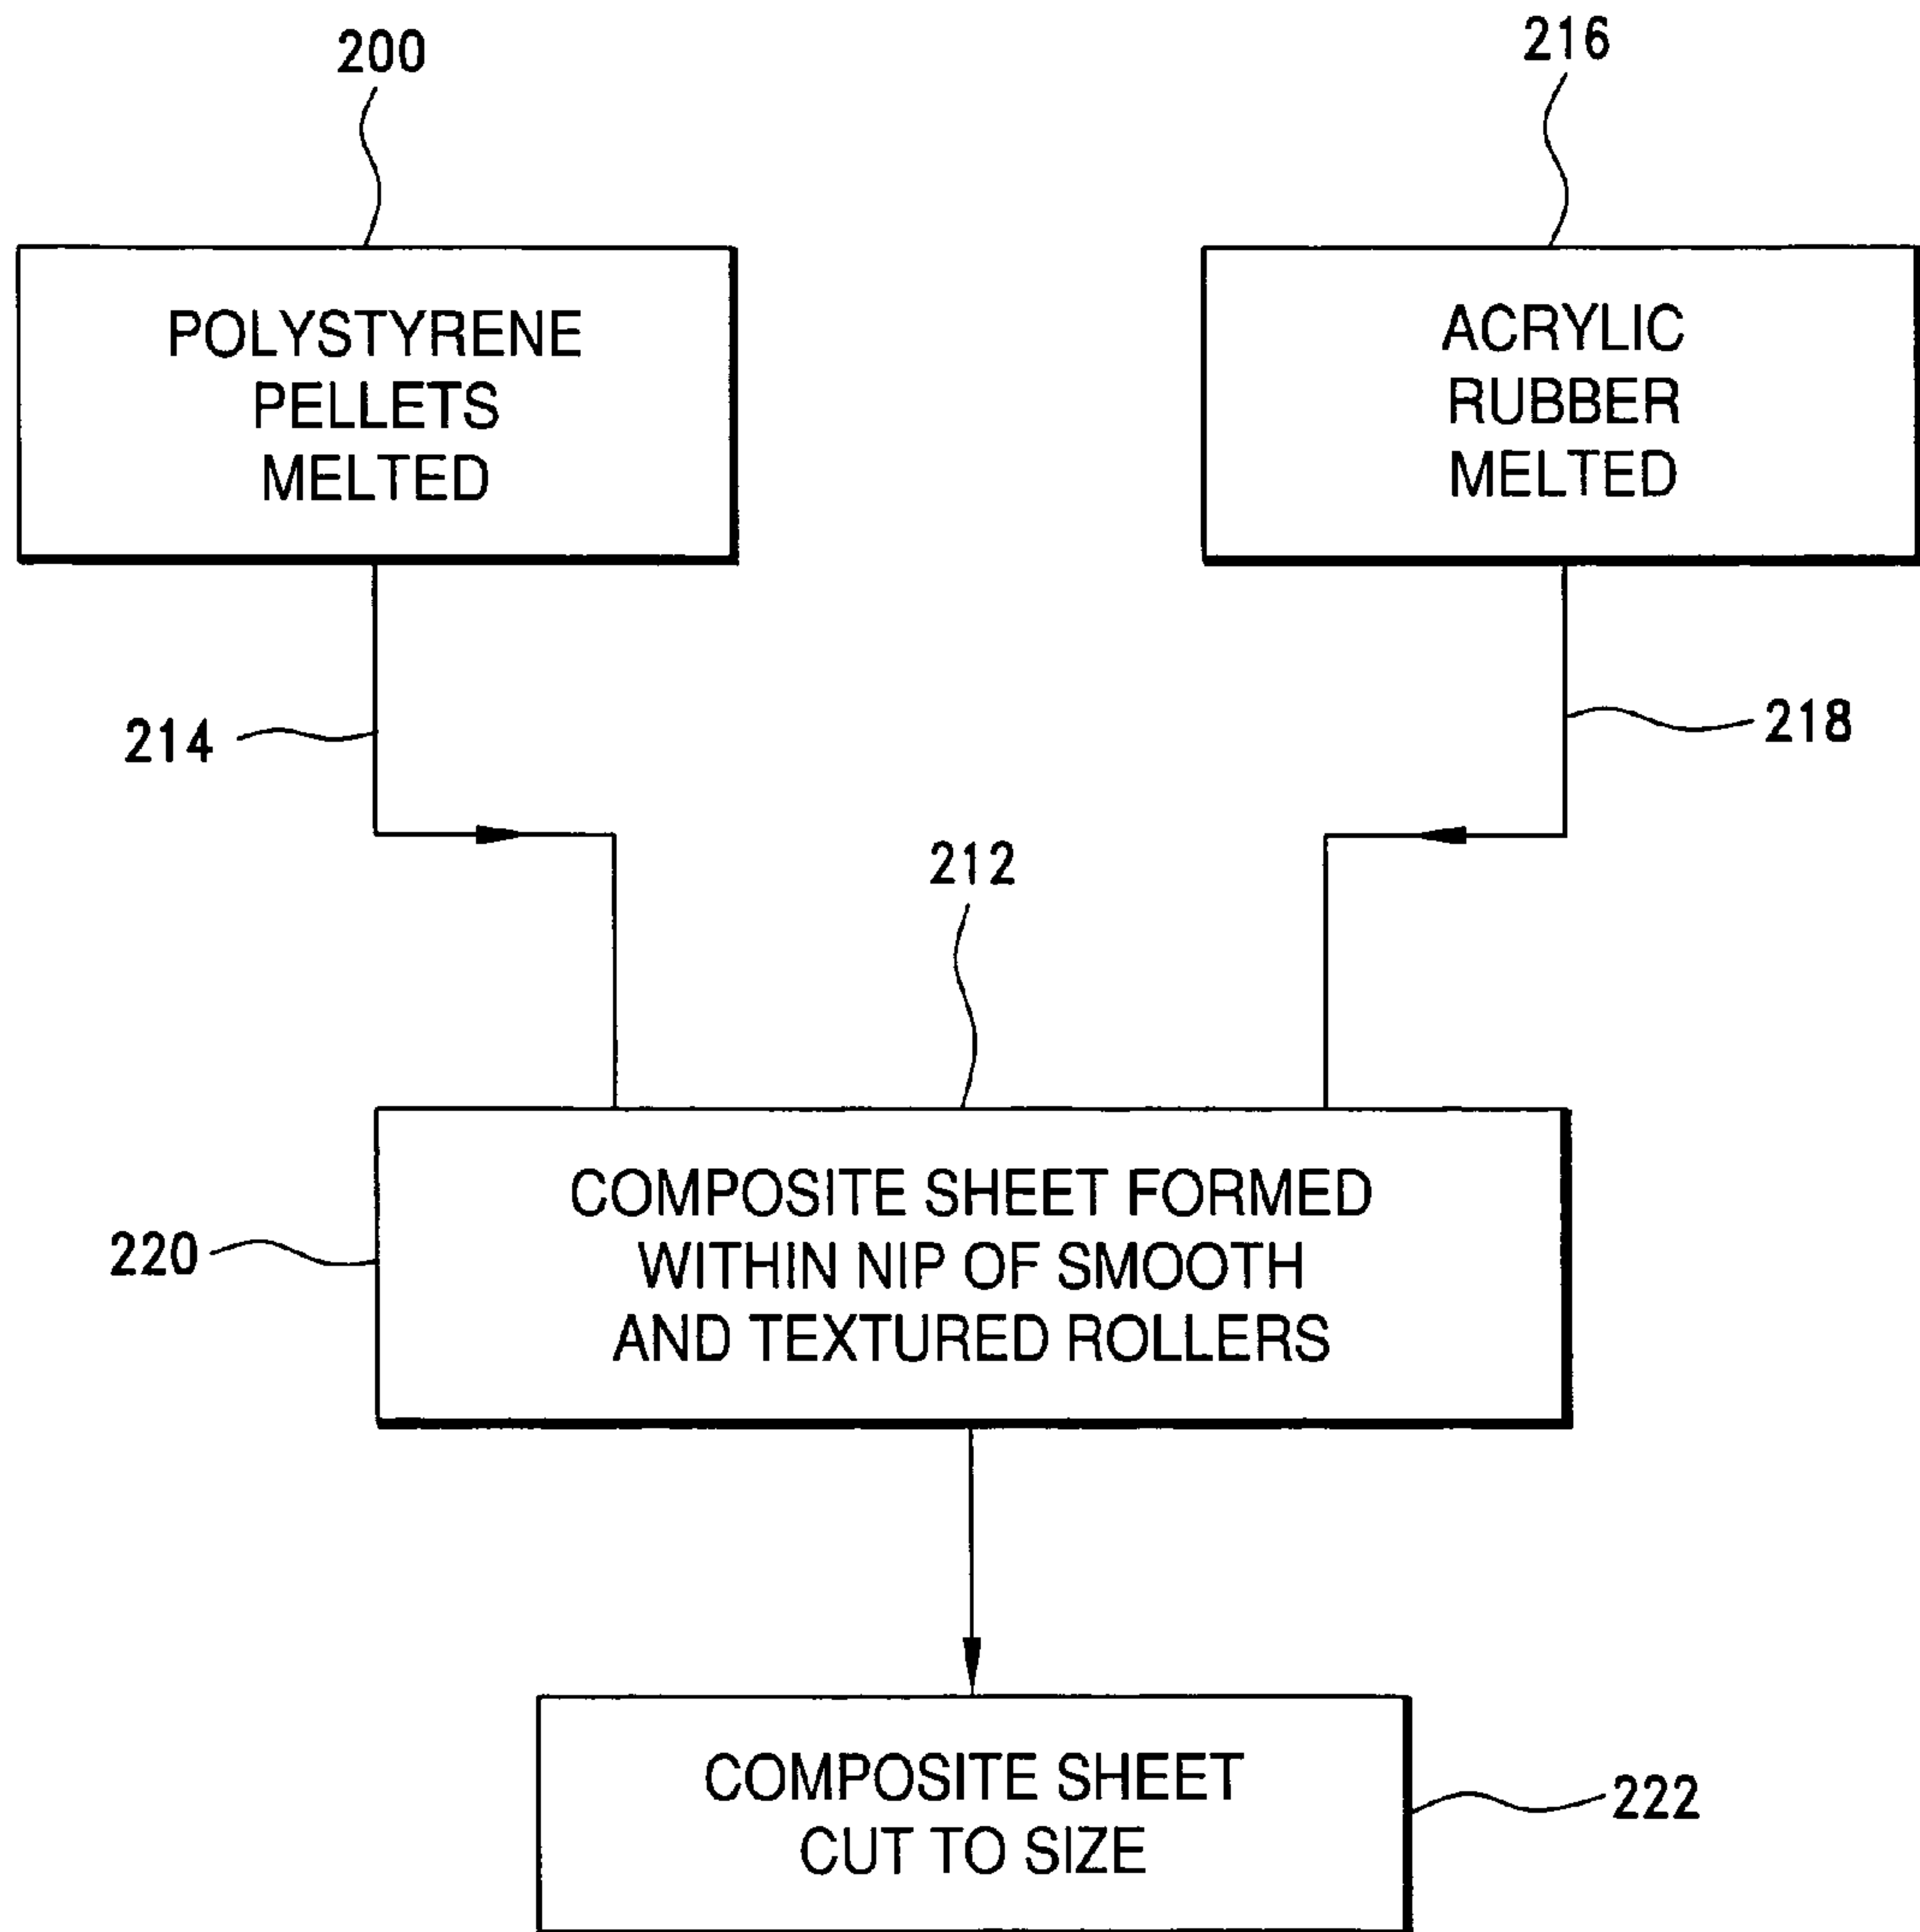 200
216
POLYSTYRENE
PELLETS
MELTED
ACRYLIC
RUBBER
MELTED
214
218
212
220
COMPOSITE SHEET FORMED
WITHIN NIP OF SMOOTH
AND TEXTURED ROLLERS
COMPOSITE SHEET
CUT TO SIZE
222